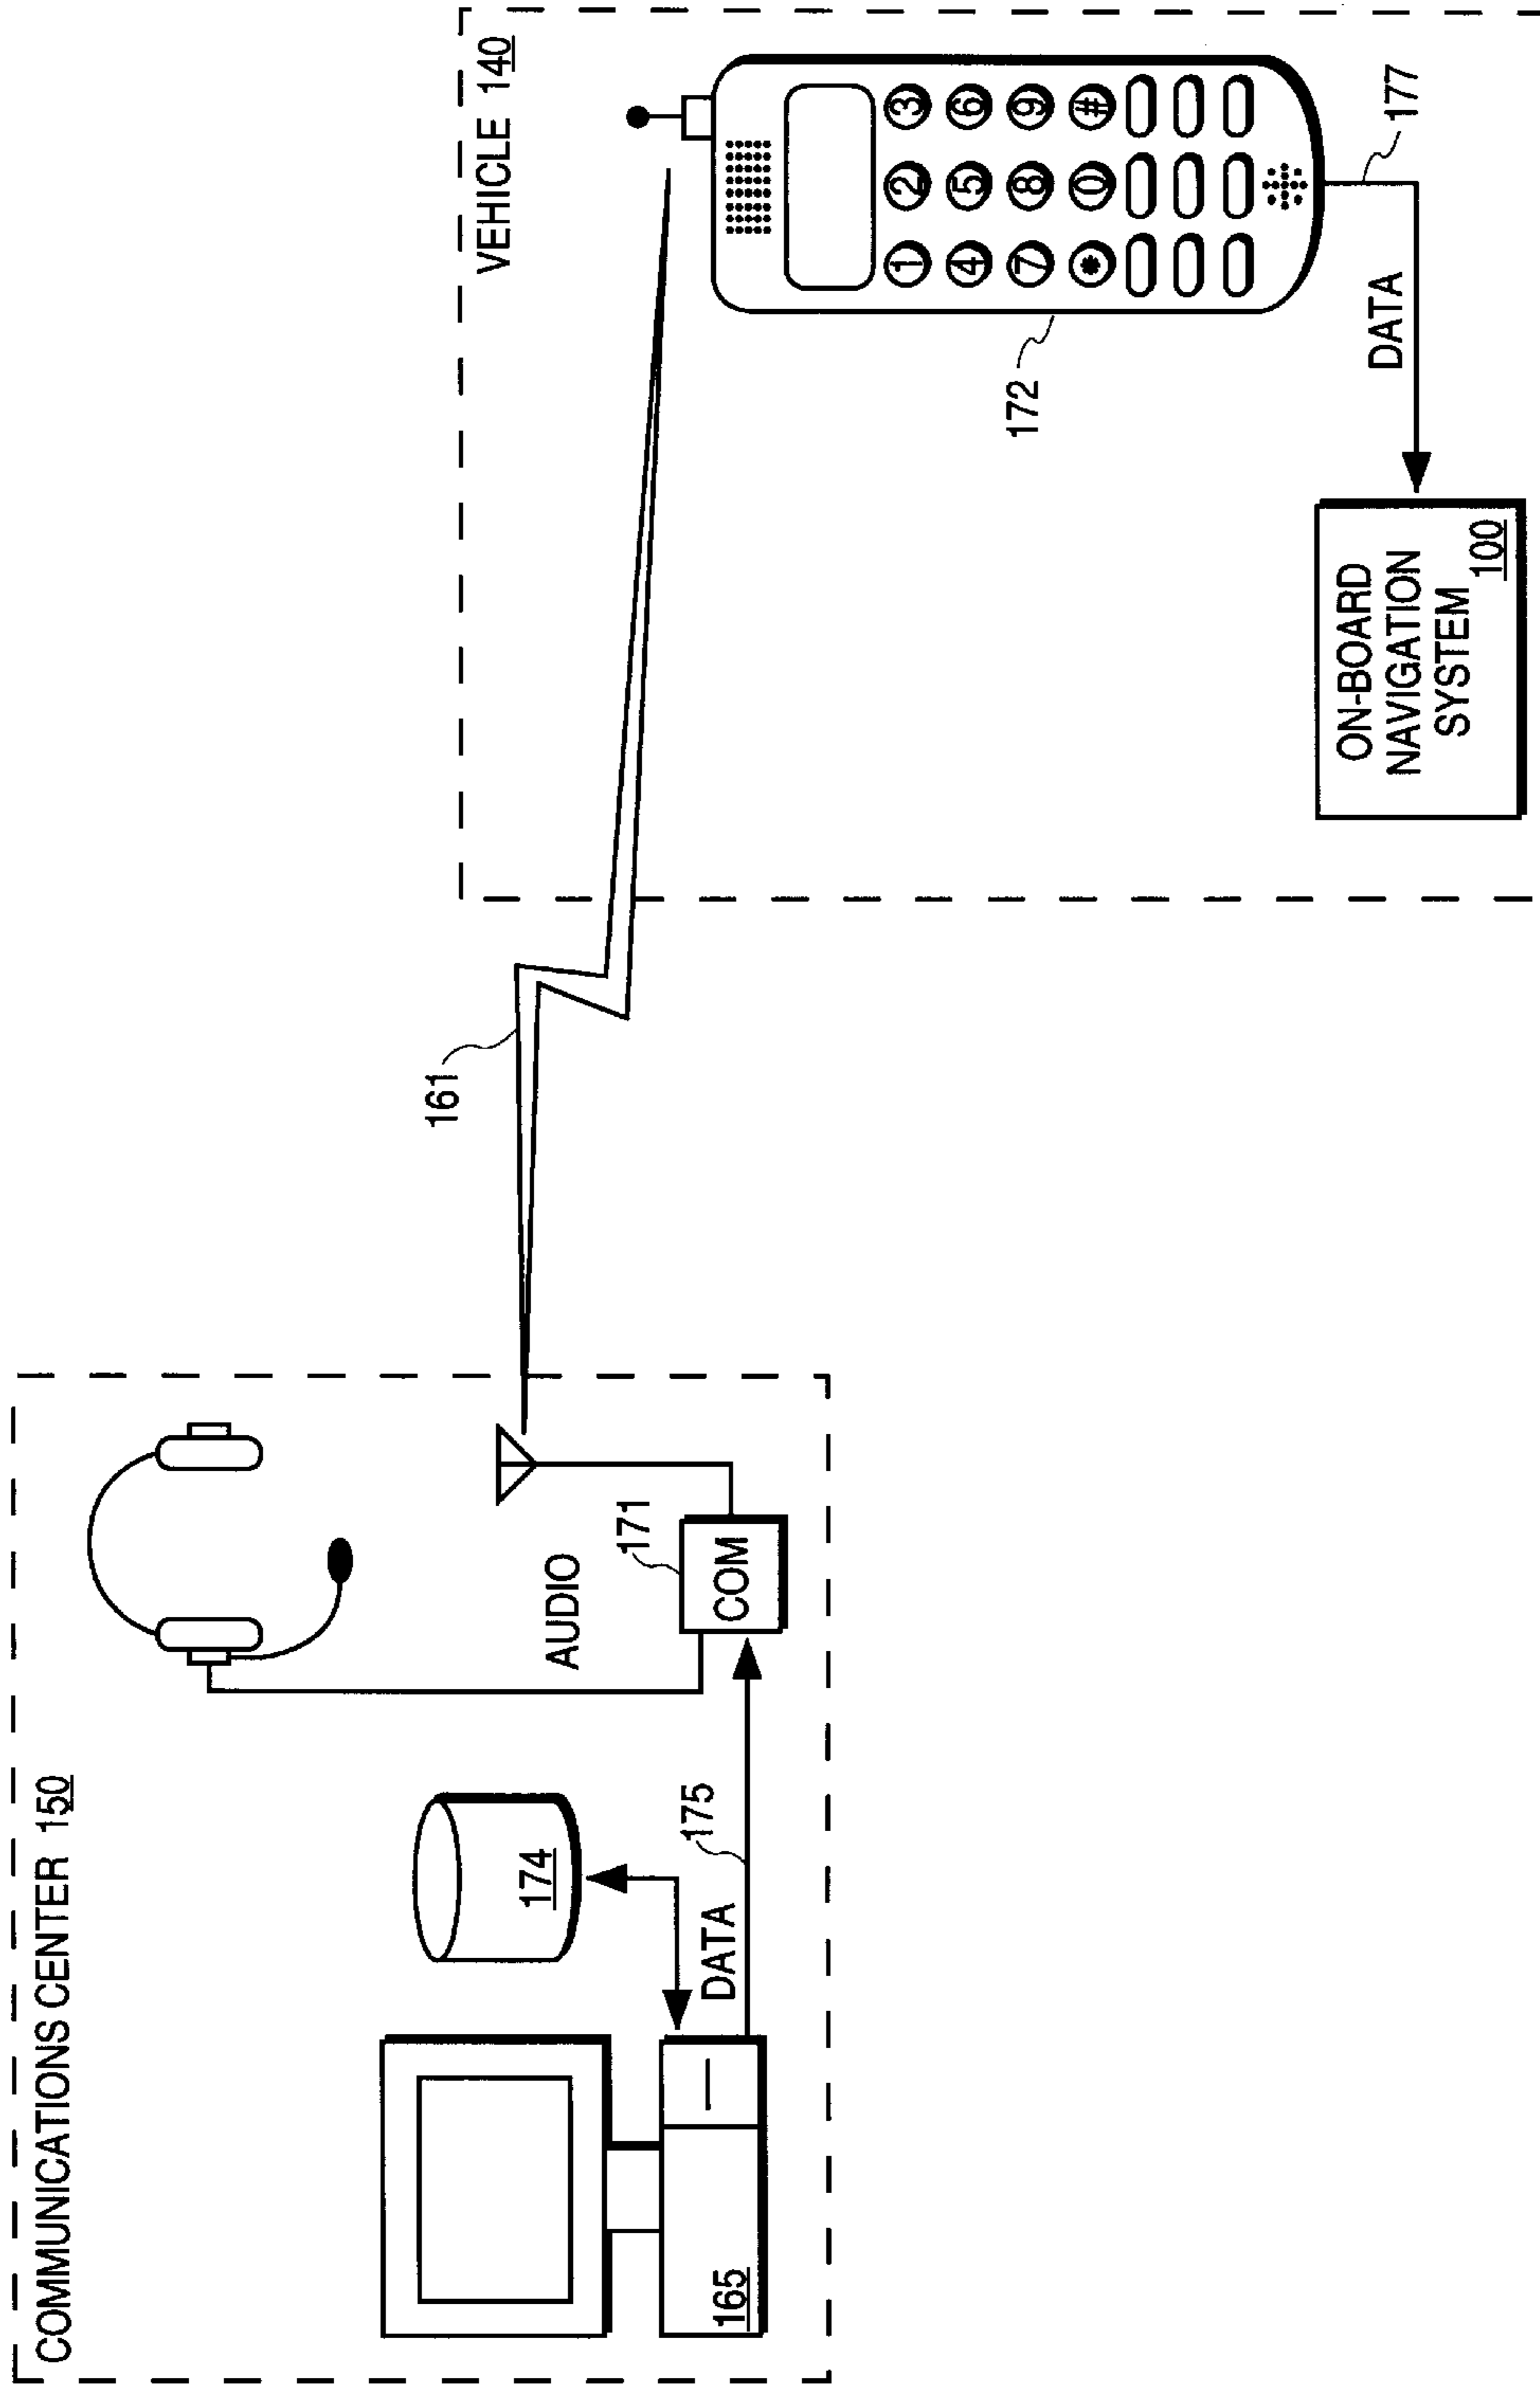 COMMUNICATIONS CENTER 150
174
165
DATA
175
AUDIO
171
COM
161
VEHICLE 140
1 2 3
4 5 6
7 8 9
* 0 #
172
DATA
177
ON-BOARD
NAVIGATION
SYSTEM
100